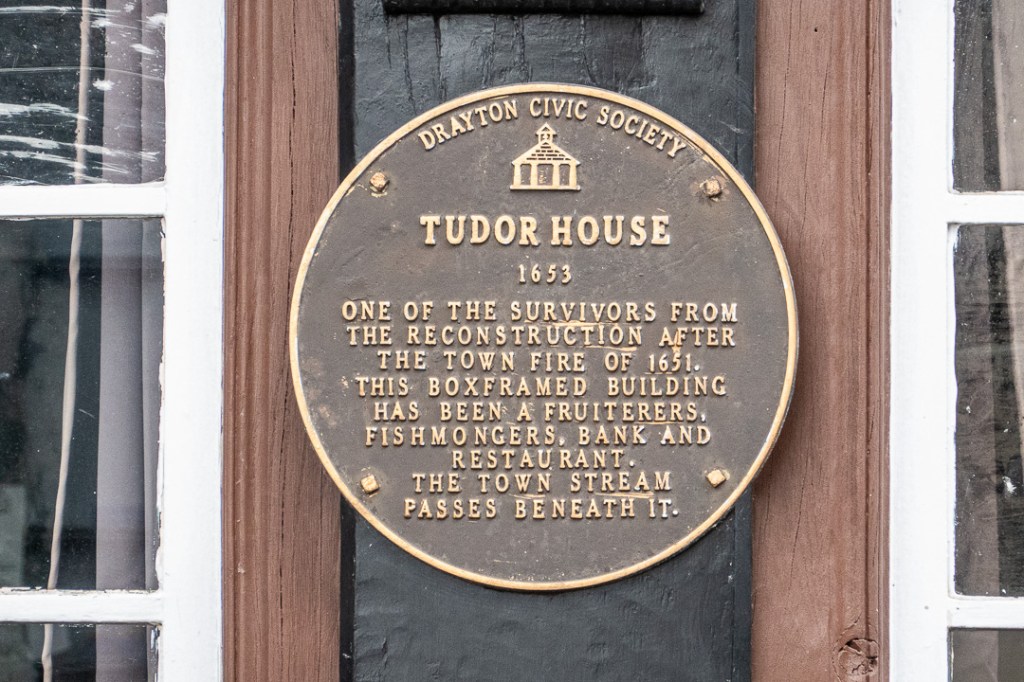 DRAYTON CIVIC SOCIETY
TUDOR HOUSE
1653
ONE OF THE SURVIVORS FROM
THE RECONSTRUCTION AFTER
THE TOWN FIRE OF 1651.
THIS BOXFRAMED BUILDING
HAS BEEN A FRUITERERS,
FISHMONGERS, BANK AND
RESTAURANT.
THE TOWN STREAM
PASSES BENEATH IT.